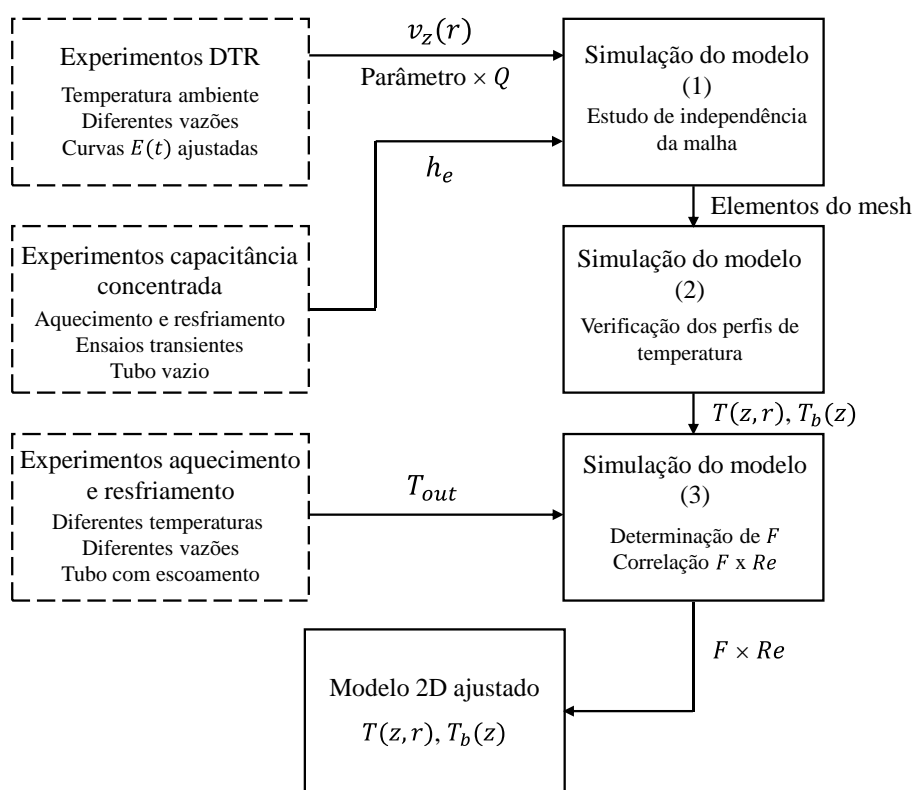 Experimentos DTR
Temperatura ambiente
Diferentes vazões
Curvas E(t) ajustadas
v_z(r)
Parâmetro × Q
Simulação do modelo
(1)
Estudo de independência
da malha
h_e
Elementos do mesh
Experimentos capacitância
concentrada
Aquecimento e resfriamento
Ensaios transientes
Tubo vazio
Simulação do modelo
(2)
Verificação dos perfis de
temperatura
T(z,r), T_b(z)
Experimentos aquecimento
e resfriamento
Diferentes temperaturas
Diferentes vazões
Tubo com escoamento
T_out
Simulação do modelo
(3)
Determinação de F
Correlação F x Re
F × Re
Modelo 2D ajustado
T(z,r), T_b(z)